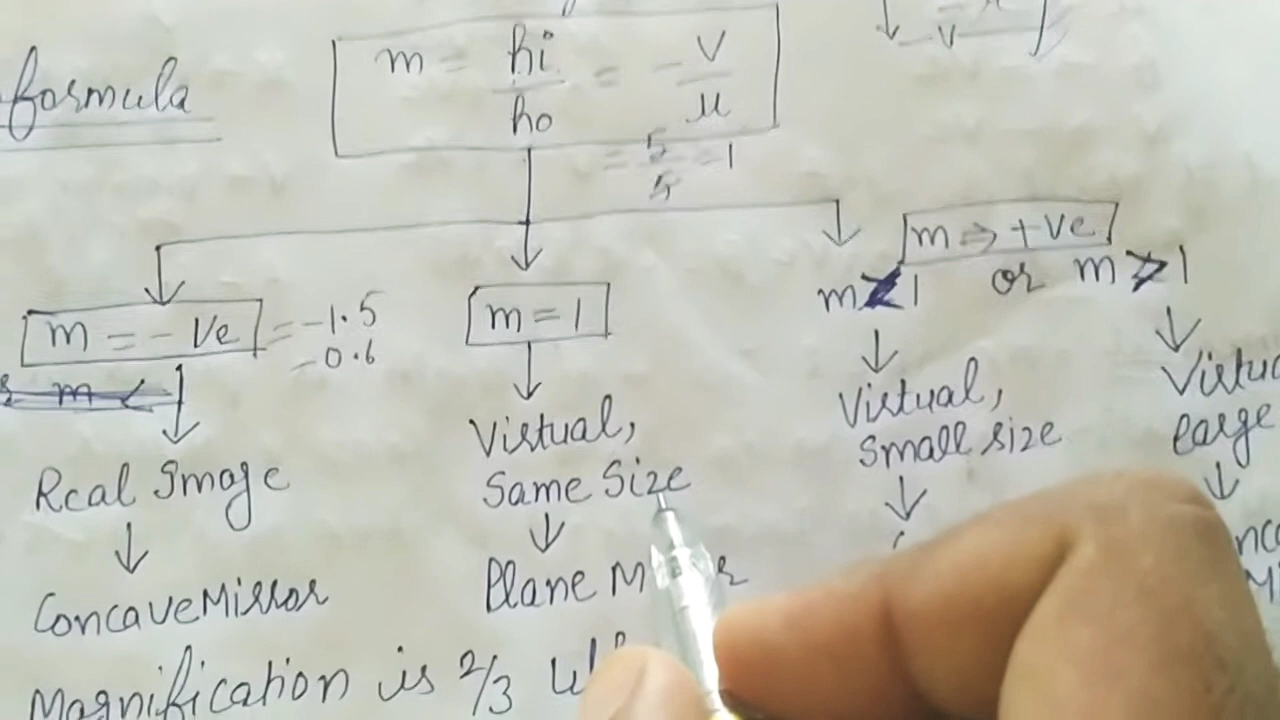 formula
m = hi/ho = -v/u
= 5/5 = 1
m ⇒ +ve
m < 1 or m > 1
m = -ve = -1.5
-0.6
m <
m = 1
Virtual,
Same Size
Plane
Virtual,
Small size
large
Real Image
Concave Mirror
Magnification is 2/3